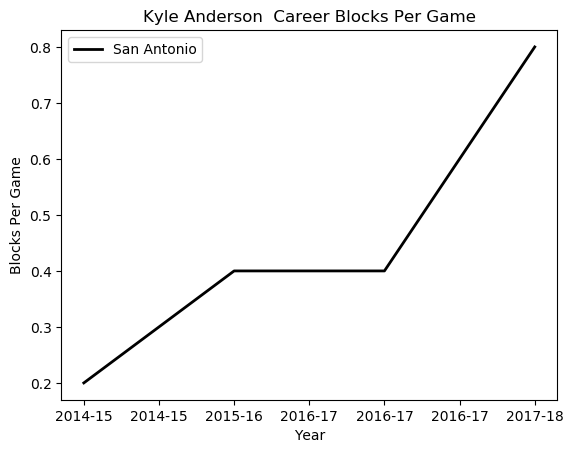 Kyle Anderson  Career Blocks Per Game
San Antonio
Blocks Per Game
0.8
0.7
0.6
0.5
0.4
0.3
0.2
2014-15 2014-15 2015-16 2016-17 2016-17 2016-17 2017-18
Year